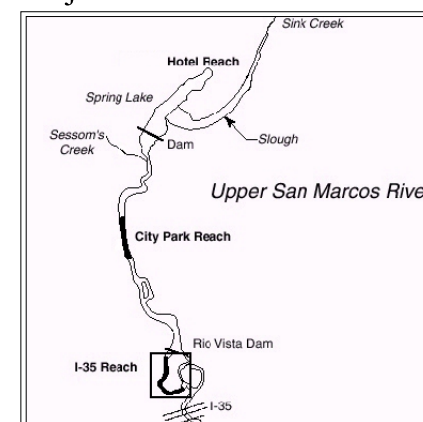 Sink Creek
Hotel Reach
Spring Lake
Sessom's
Creek
Dam
Slough
Upper San Marcos Rive
City Park Reach
Rio Vista Dam
I-35 Reach
I-35